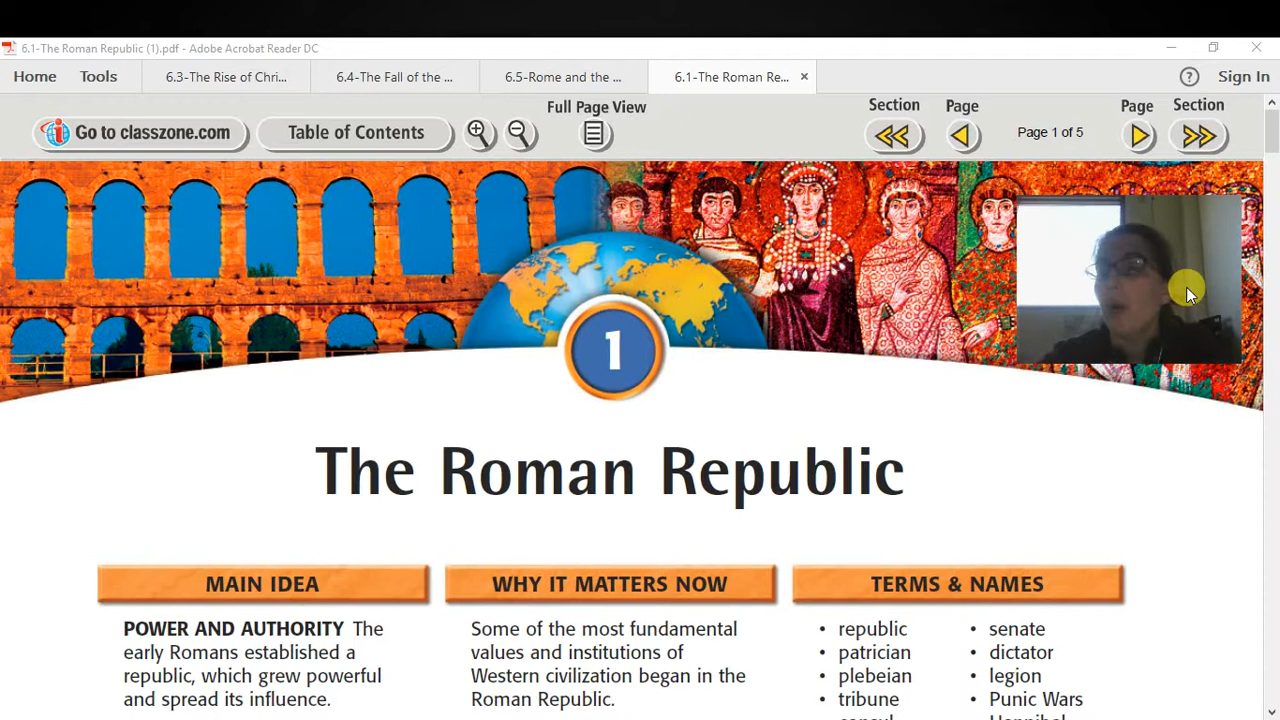 6.1-The Roman Republic (1).pdf - Adobe Acrobat Reader DC
Home Tools 6.3-The Rise of Chri... 6.4-The Fall of the ... 6.5-Rome and the ... 6.1-The Roman Re... × ? Sign In
Go to classzone.com Table of Contents Full Page View Section Page Page 1 of 5 Page Section
1
The Roman Republic
MAIN IDEA
POWER AND AUTHORITY The
early Romans established a
republic, which grew powerful
and spread its influence.
WHY IT MATTERS NOW
Some of the most fundamental
values and institutions of
Western civilization began in the
Roman Republic.
TERMS & NAMES
• republic
• patrician
• plebeian
• tribune
• consul
• senate
• dictator
• legion
• Punic Wars
• Hannibal